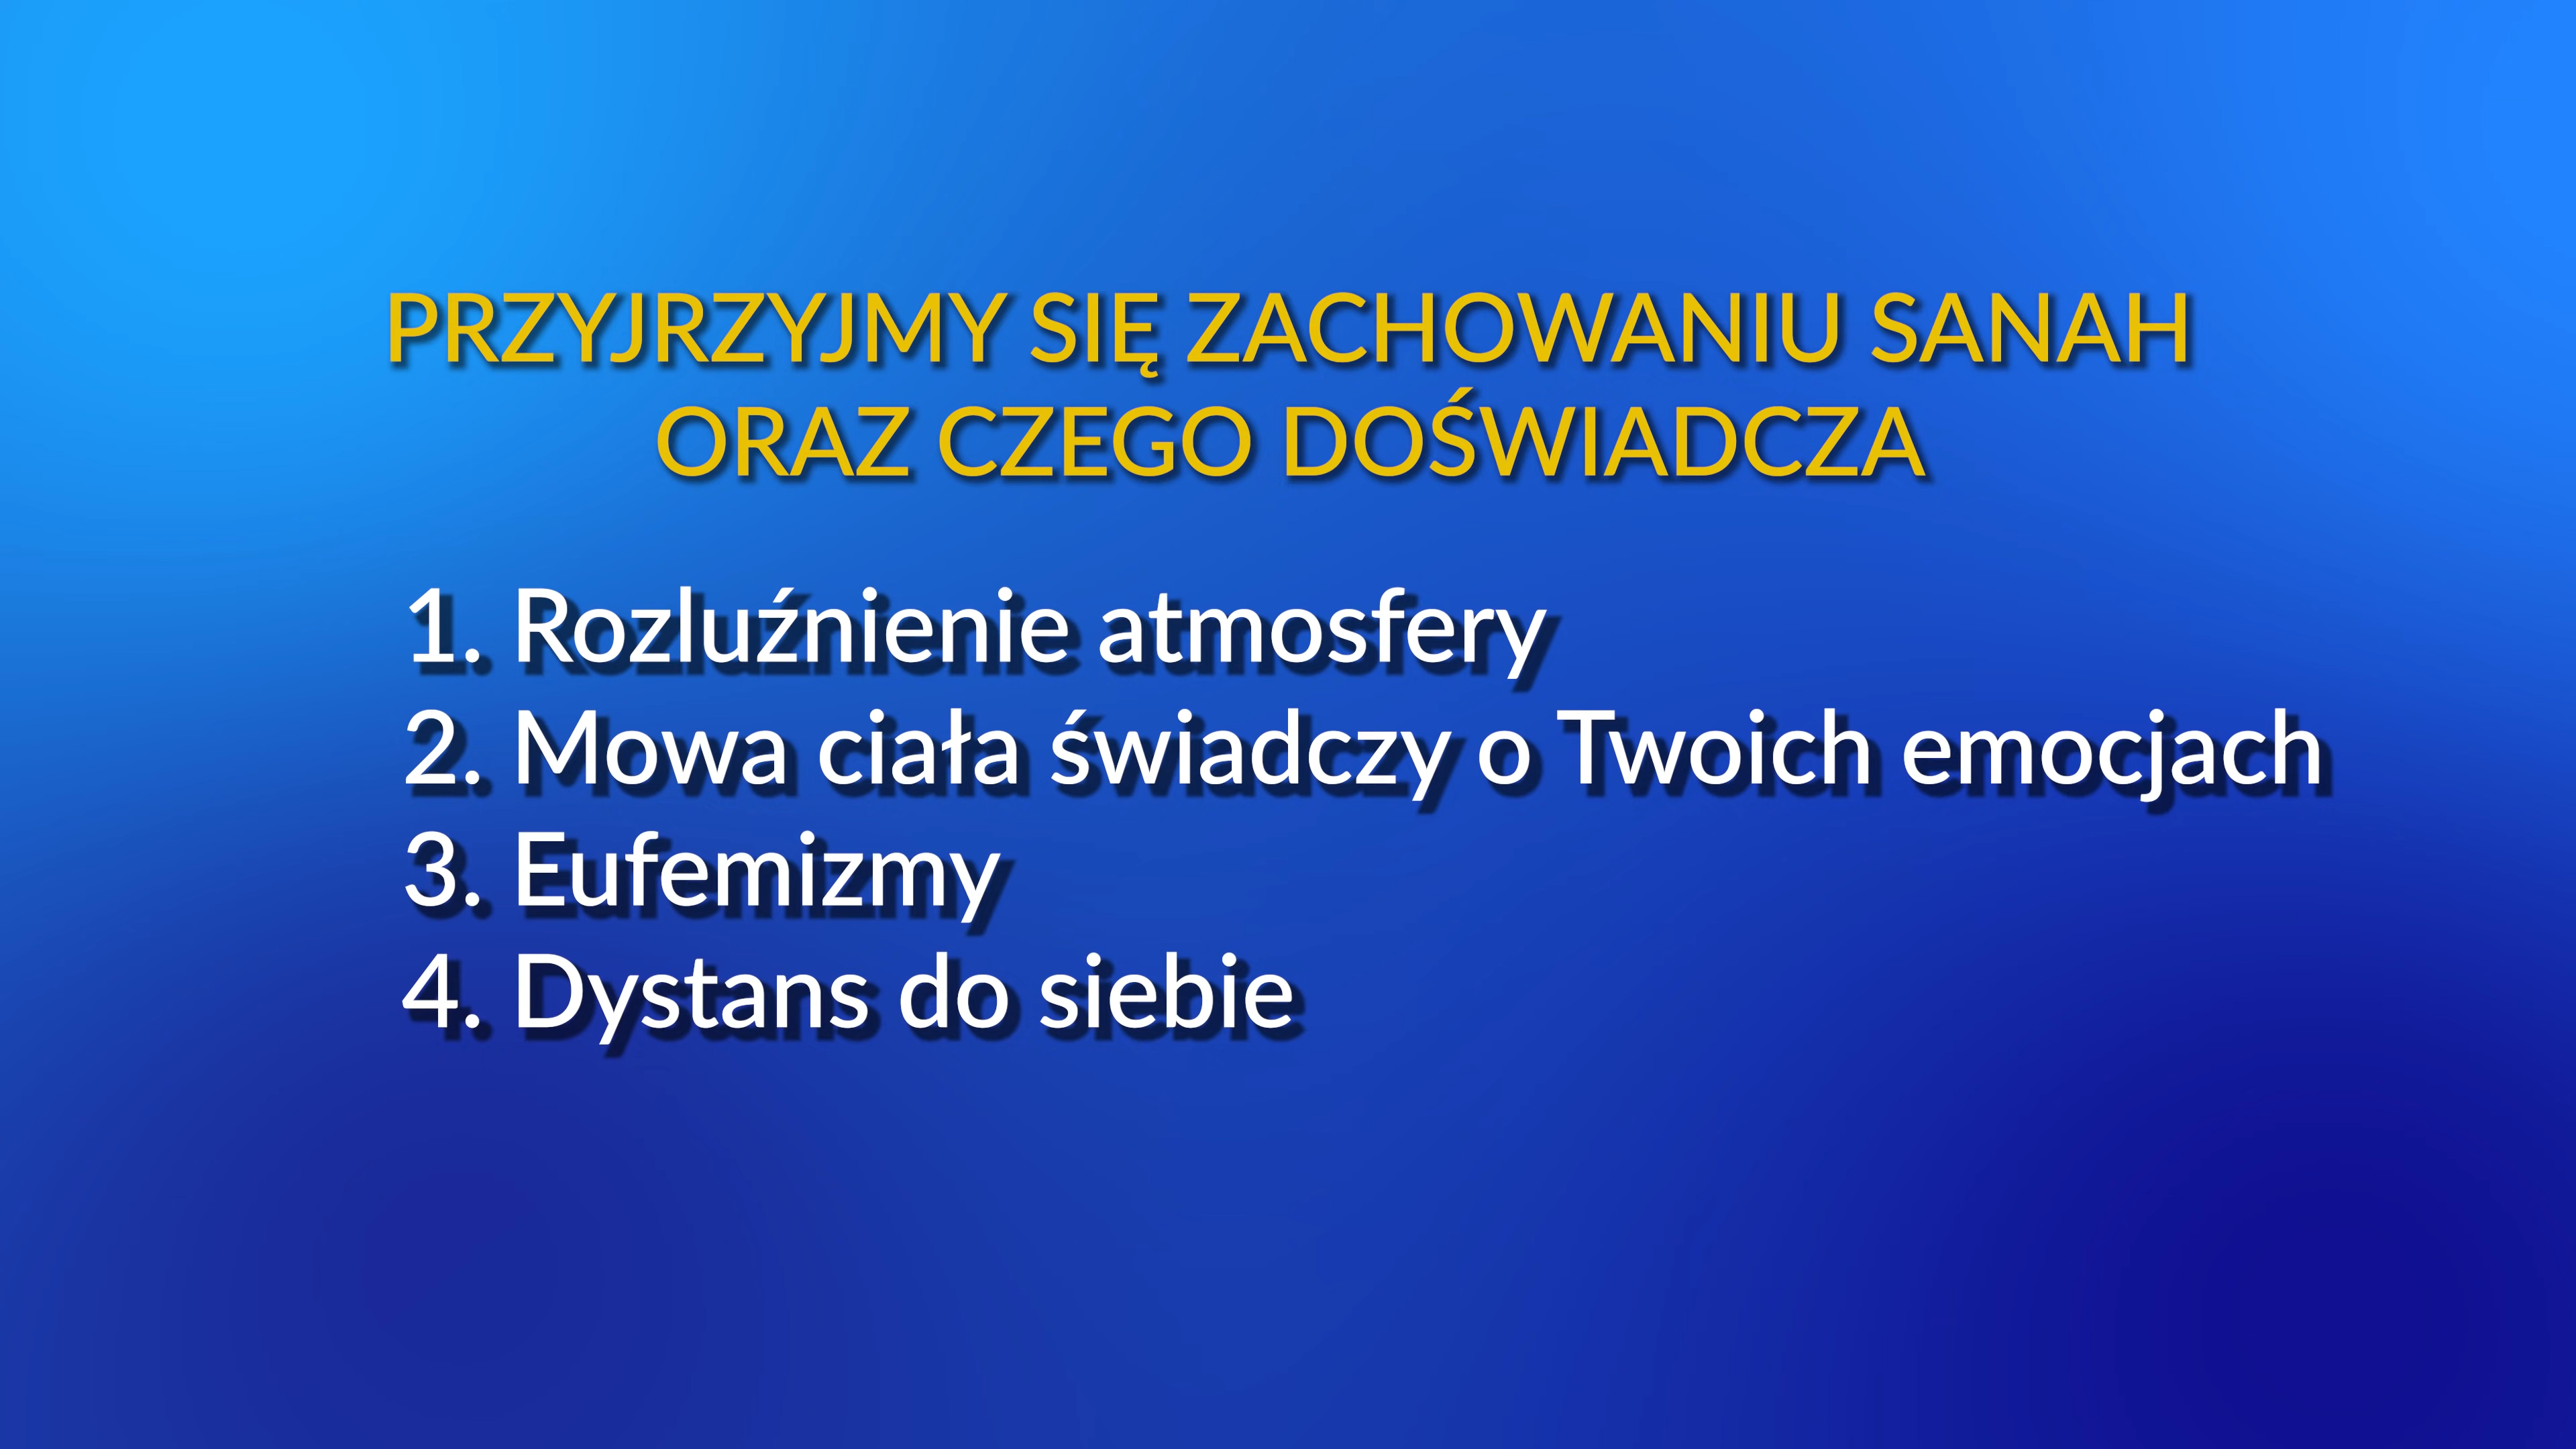 PRZYJRZYJMY SIĘ ZACHOWANIU SANAH
ORAZ CZEGO DOŚWIADCZA
1. Rozluźnienie atmosfery
2. Mowa ciała świadczy o Twoich emocjach
3. Eufemizmy
4. Dystans do siebie